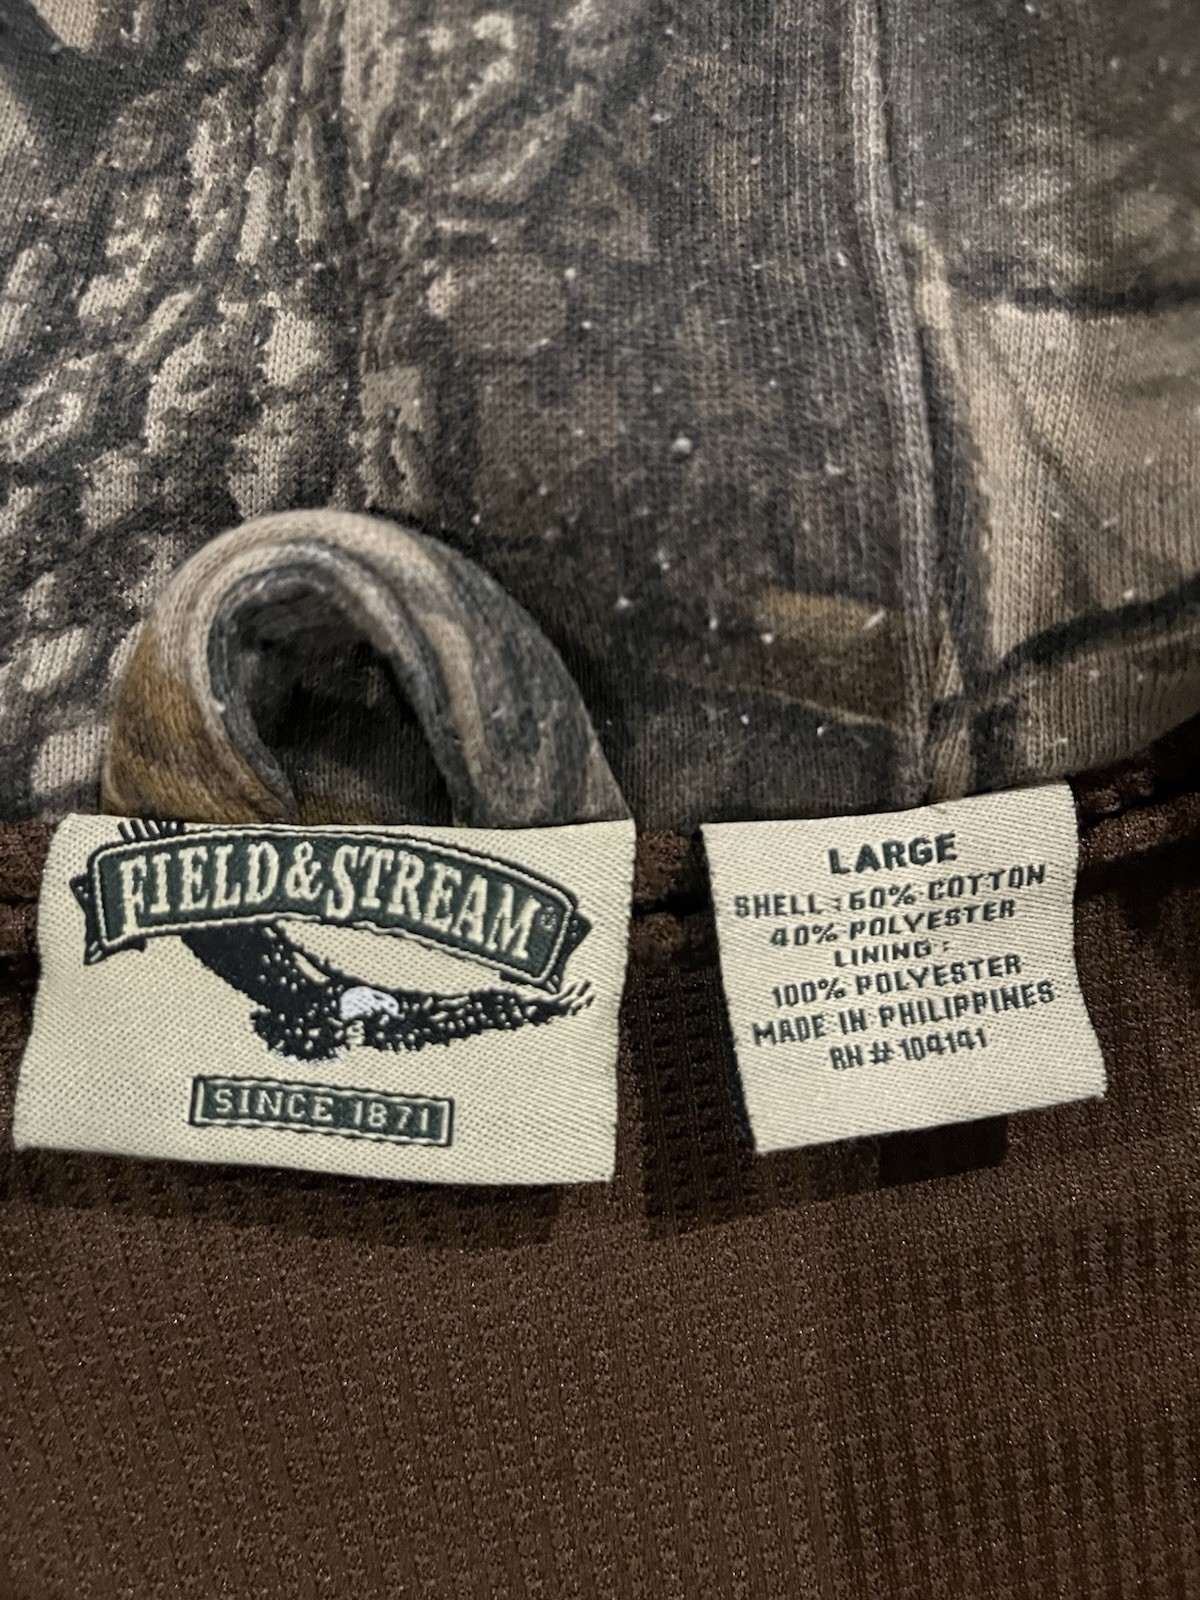 FIELD&STREAM®
SINCE 1871
LARGE
SHELL : 60% COTTON
40% POLYESTER
LINING :
100% POLYESTER
MADE IN PHILIPPINES
RN # 104141